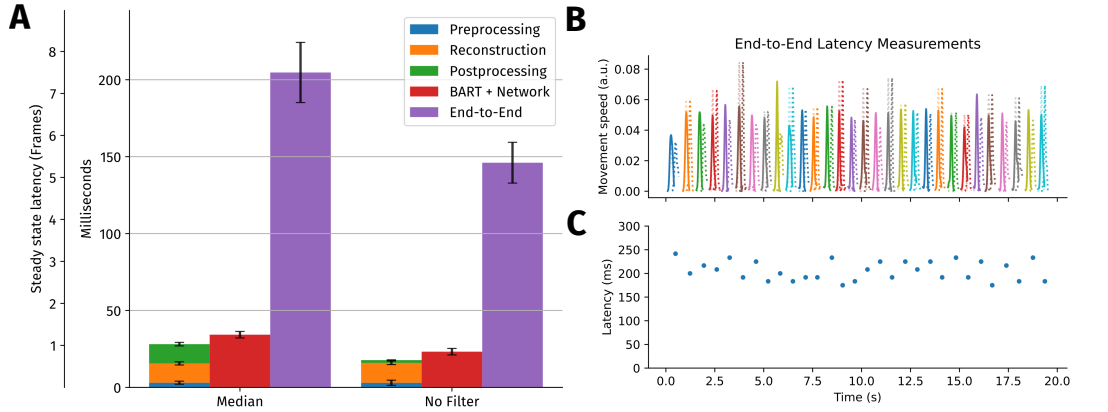 A
Steady state latency (Frames)
8
7
6
5
4
3
2
1
Milliseconds
200
150
100
50
0
Preprocessing
Reconstruction
Postprocessing
BART + Network
End-to-End
Median
No Filter
B
End-to-End Latency Measurements
Movement speed (a.u.)
0.08
0.06
0.04
0.02
0.00
C
Latency (ms)
300
250
200
150
100
50
0
0.0 2.5 5.0 7.5 10.0 12.5 15.0 17.5 20.0
Time (s)